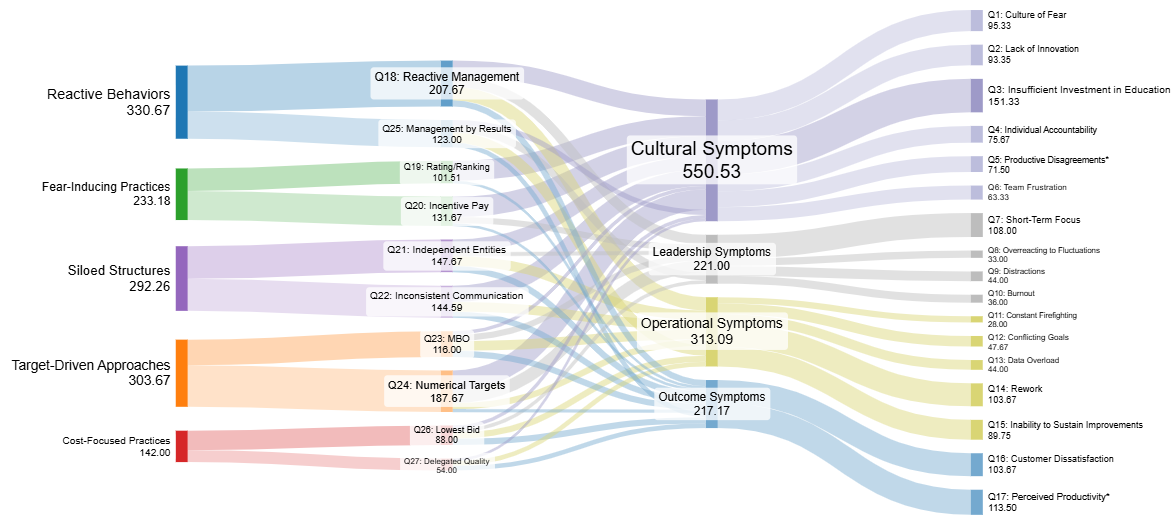 Reactive Behaviors
330.67
Fear-Inducing Practices
233.18
Siloed Structures
292.26
Target-Driven Approaches
303.67
Cost-Focused Practices
142.00
Q18: Reactive Management
207.67
Q25: Management by Results
123.00
Q19: Rating/Ranking
101.51
Q20: Incentive Pay
131.67
Q21: Independent Entities
147.67
Q22: Inconsistent Communication
144.59
Q23: MBO
116.00
Q24: Numerical Targets
187.67
Q26: Lowest Bid
88.00
Q27: Delegated Quality
54.00
Cultural Symptoms
550.53
Leadership Symptoms
221.00
Operational Symptoms
313.09
Outcome Symptoms
217.17
Q1: Culture of Fear
95.33
Q2: Lack of Innovation
93.35
Q3: Insufficient Investment in Education
151.33
Q4: Individual Accountability
75.67
Q5: Productive Disagreements*
71.50
Q6: Team Frustration
63.33
Q7: Short-Term Focus
108.00
Q8: Overreacting to Fluctuations
33.00
Q9: Distractions
44.00
Q10: Burnout
36.00
Q11: Constant Firefighting
28.00
Q12: Conflicting Goals
47.67
Q13: Data Overload
44.00
Q14: Rework
103.67
Q15: Inability to Sustain Improvements
89.75
Q16: Customer Dissatisfaction
103.67
Q17: Perceived Productivity*
113.50